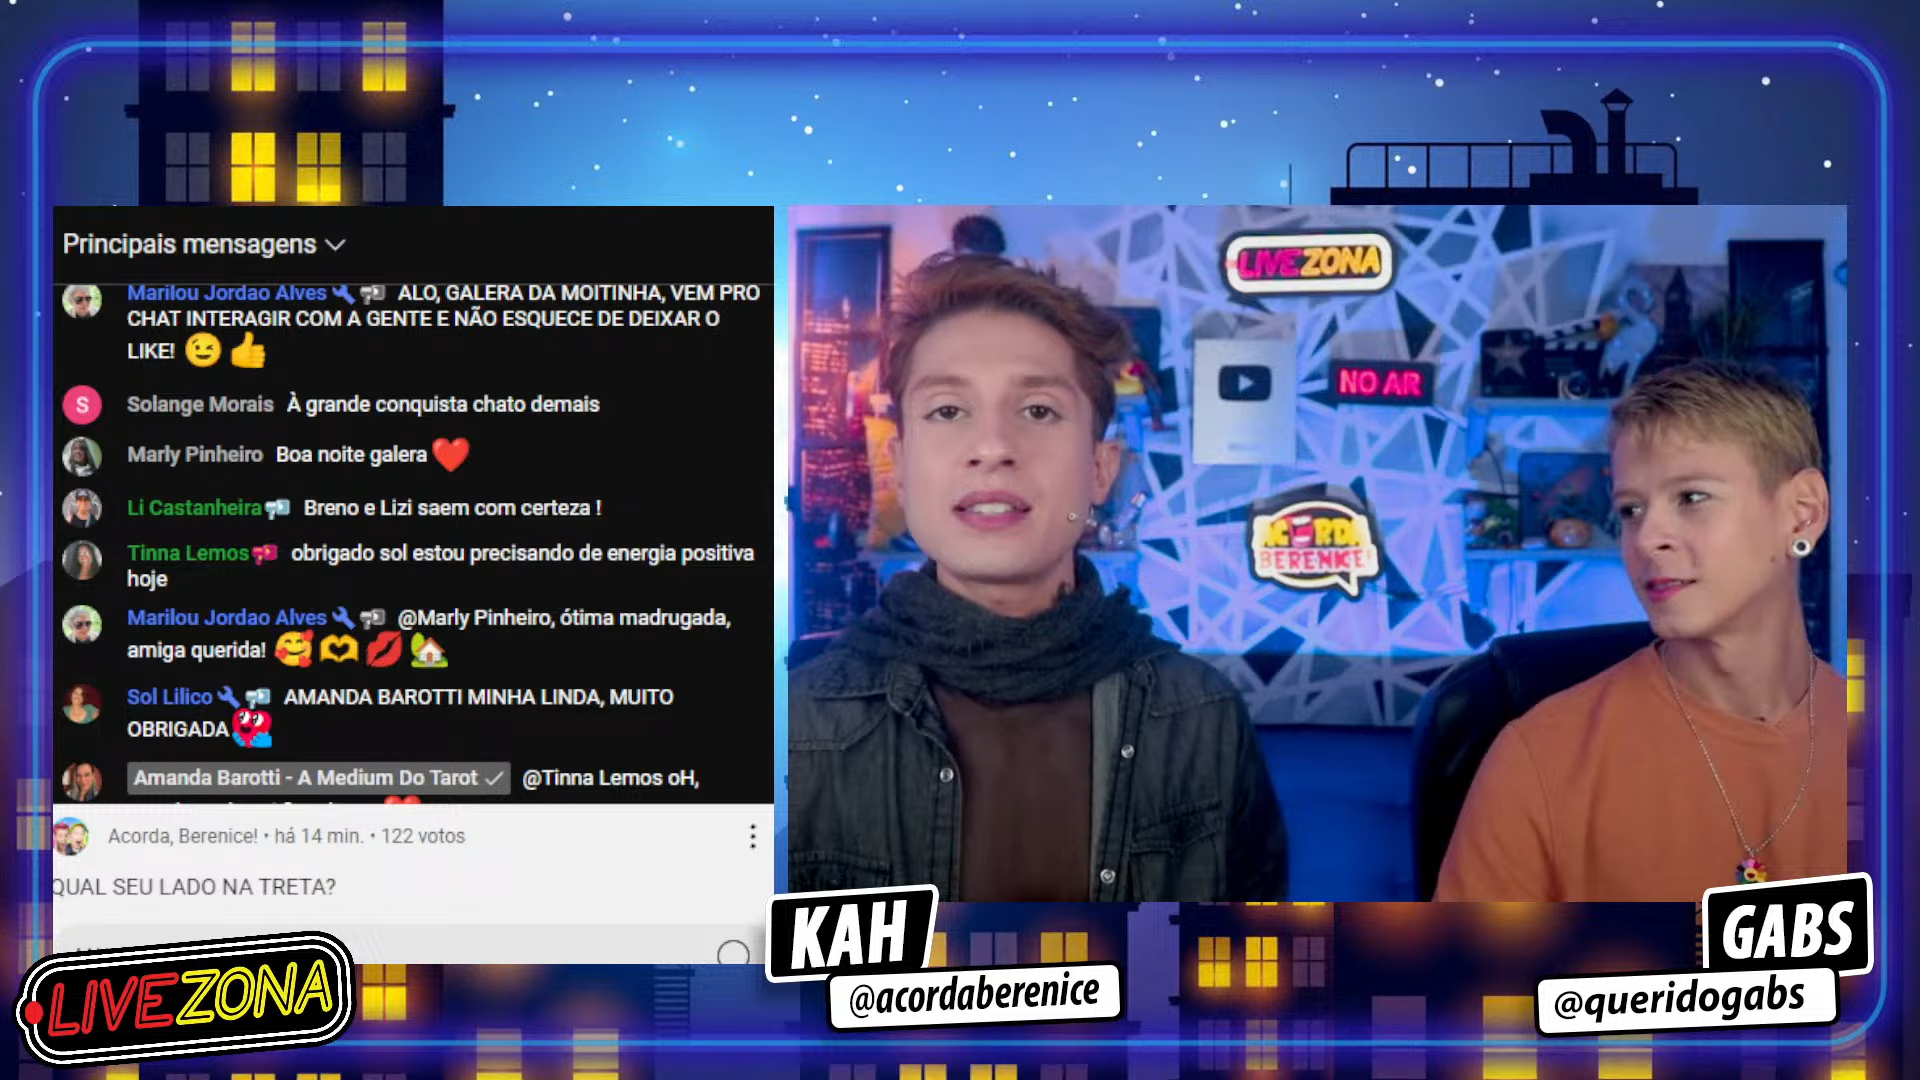 Principais mensagens
Marilou Jordao Alves ALO, GALERA DA MOITINHA, VEM PRO
CHAT INTERAGIR COM A GENTE E NÃO ESQUECE DE DEIXAR O
LIKE!
S
Solange Morais À grande conquista chato demais
Marly Pinheiro Boa noite galera
Li Castanheira Breno e Lizi saem com certeza !
Tinna Lemos obrigado sol estou precisando de energia positiva
hoje
Marilou Jordao Alves @Marly Pinheiro, ótima madrugada,
amiga querida!
Sol Lilico AMANDA BAROTTI MINHA LINDA, MUITO
OBRIGADA
Amanda Barotti - A Medium Do Tarot @Tinna Lemos oH,
Acorda, Berenice! • há 14 min. • 122 votos
QUAL SEU LADO NA TRETA?
LIVEZONA
LIVEZONA
NO AR
ACORDA
BERENICE!
KAH
@acordaberenice
GABS
@queridogabs